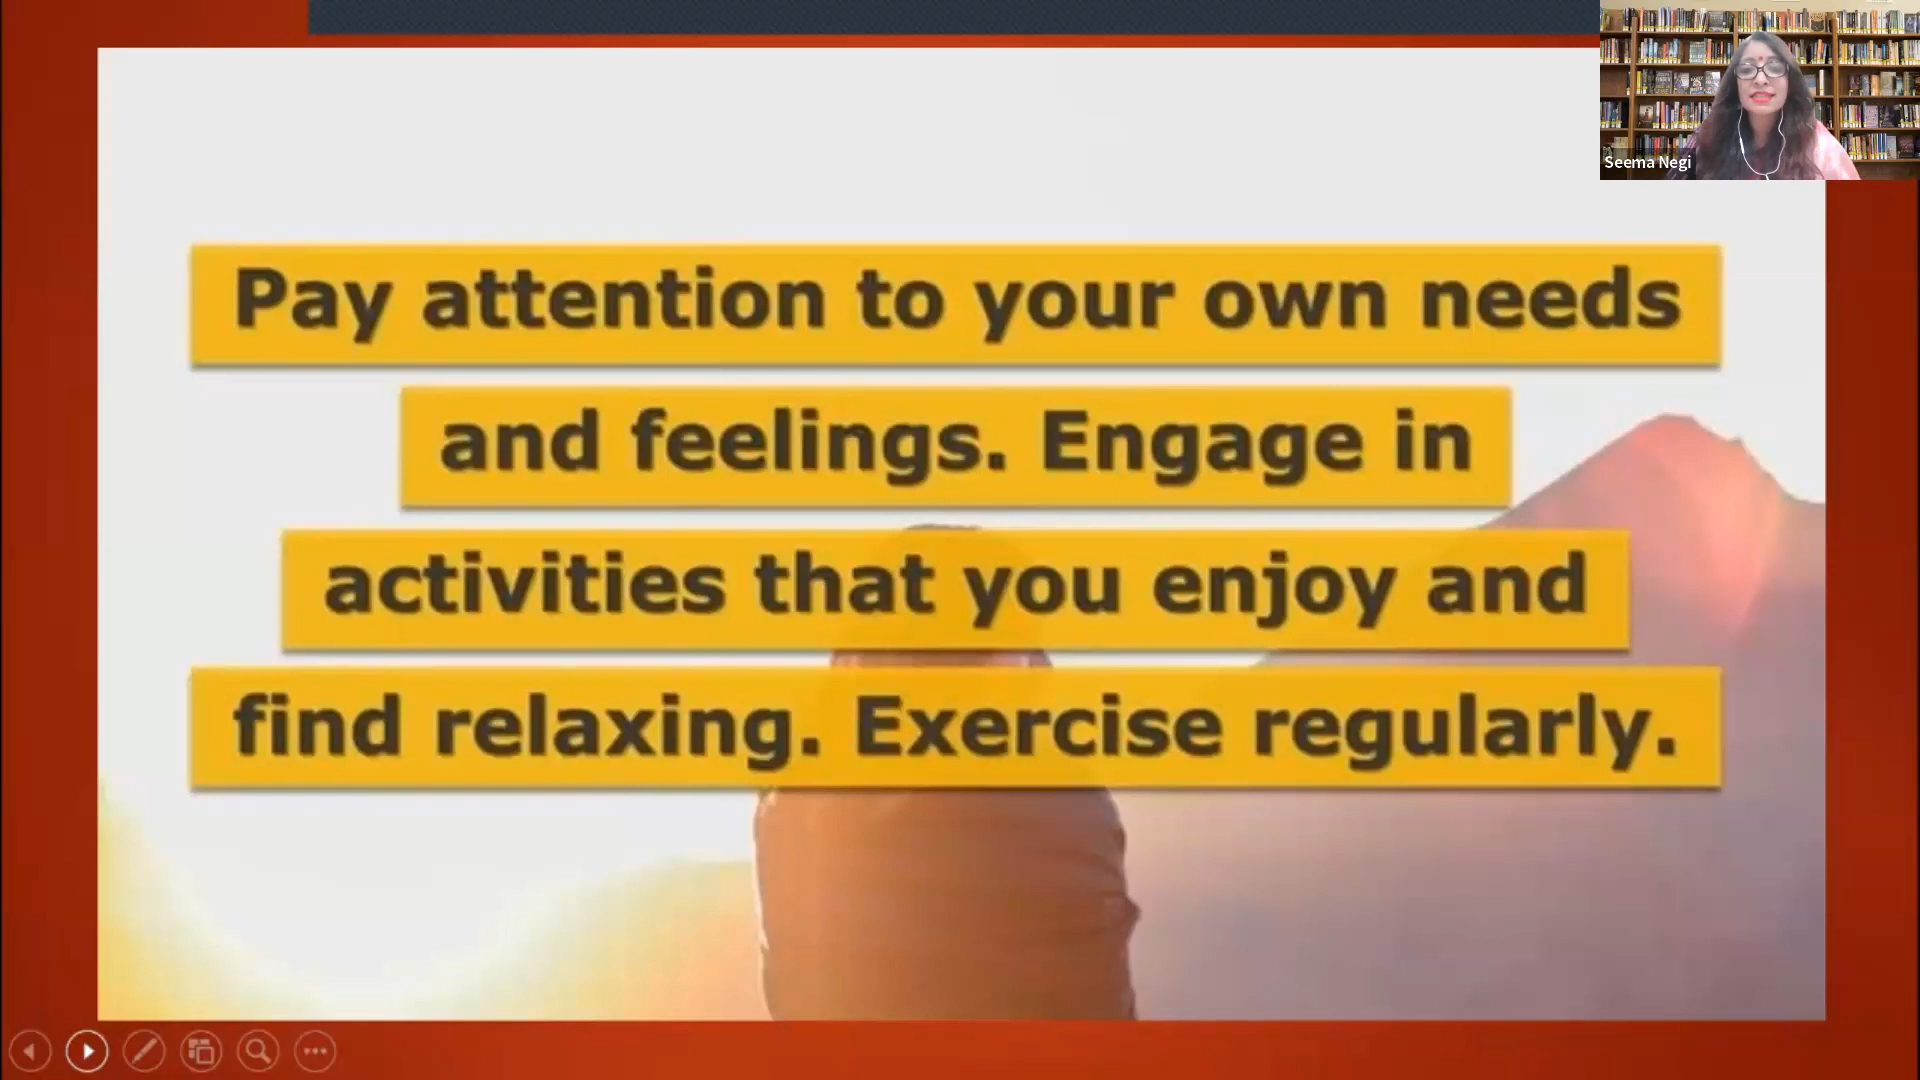 Seema Negi
Pay attention to your own needs
and feelings. Engage in
activities that you enjoy and
find relaxing. Exercise regularly.